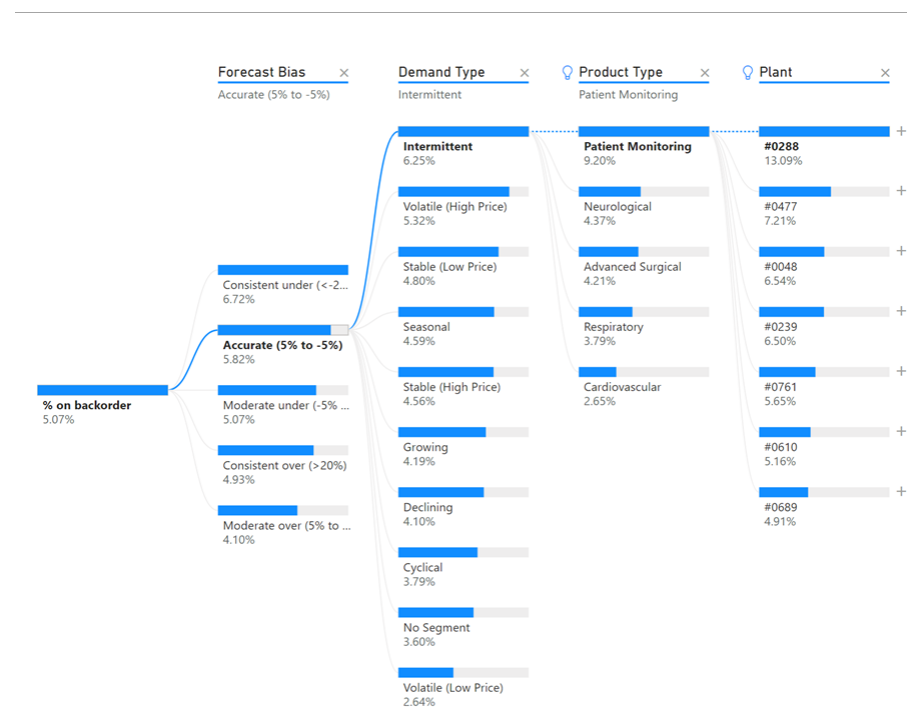 Forecast Bias
Accurate (5% to -5%)
Demand Type
Intermittent
Product Type
Patient Monitoring
Plant
% on backorder
5.07%
Consistent under (<-2...
6.72%
Accurate (5% to -5%)
5.82%
Moderate under (-5% ...
5.07%
Consistent over (>20%)
4.93%
Moderate over (5% to ...
4.10%
Intermittent
6.25%
Volatile (High Price)
5.32%
Stable (Low Price)
4.80%
Seasonal
4.59%
Stable (High Price)
4.56%
Growing
4.19%
Declining
4.10%
Cyclical
3.79%
No Segment
3.60%
Volatile (Low Price)
2.64%
Patient Monitoring
9.20%
Neurological
4.37%
Advanced Surgical
4.21%
Respiratory
3.79%
Cardiovascular
2.65%
#0288
13.09%
#0477
7.21%
#0048
6.54%
#0239
6.50%
#0761
5.65%
#0610
5.16%
#0689
4.91%